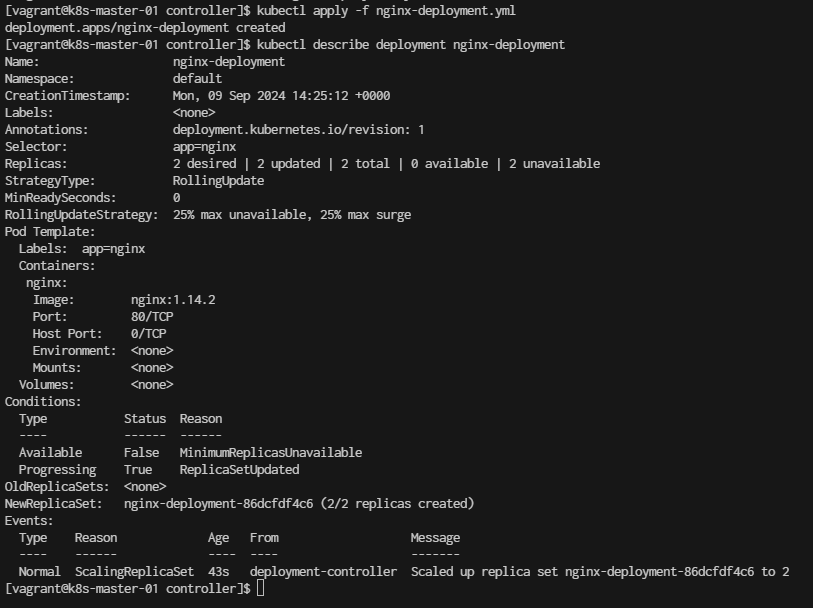 [vagrant@k8s-master-01 controller]$ kubectl apply -f nginx-deployment.yml
deployment.apps/nginx-deployment created
[vagrant@k8s-master-01 controller]$ kubectl describe deployment nginx-deployment
Name:                   nginx-deployment
Namespace:              default
CreationTimestamp:      Mon, 09 Sep 2024 14:25:12 +0000
Labels:                 <none>
Annotations:            deployment.kubernetes.io/revision: 1
Selector:               app=nginx
Replicas:               2 desired | 2 updated | 2 total | 0 available | 2 unavailable
StrategyType:           RollingUpdate
MinReadySeconds:        0
RollingUpdateStrategy:  25% max unavailable, 25% max surge
Pod Template:
  Labels:  app=nginx
  Containers:
   nginx:
    Image:        nginx:1.14.2
    Port:         80/TCP
    Host Port:    0/TCP
    Environment:  <none>
    Mounts:       <none>
  Volumes:        <none>
Conditions:
  Type           Status  Reason
  ----           ------  ------
  Available      False   MinimumReplicasUnavailable
  Progressing    True    ReplicaSetUpdated
OldReplicaSets:  <none>
NewReplicaSet:   nginx-deployment-86dcfdf4c6 (2/2 replicas created)
Events:
  Type    Reason             Age   From                   Message
  ----    ------             ----  ----                   -------
  Normal  ScalingReplicaSet  43s   deployment-controller  Scaled up replica set nginx-deployment-86dcfdf4c6 to 2
[vagrant@k8s-master-01 controller]$